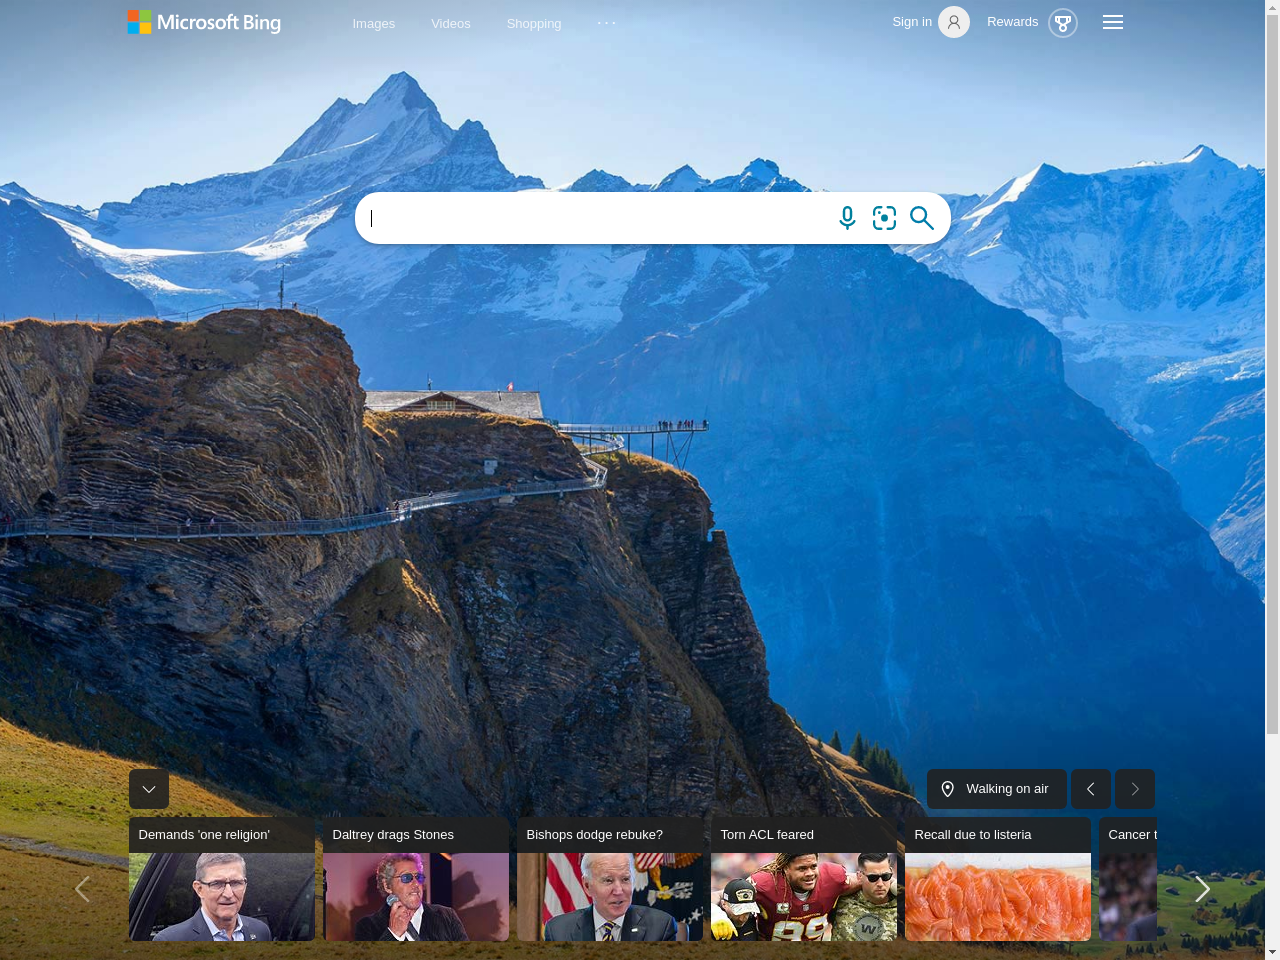 Microsoft Bing
Images
Videos
Shopping
...
Sign in
Rewards
Walking on air
Demands 'one religion'
Daltrey drags Stones
Bishops dodge rebuke?
Torn ACL feared
Recall due to listeria
Cancer t
99
W